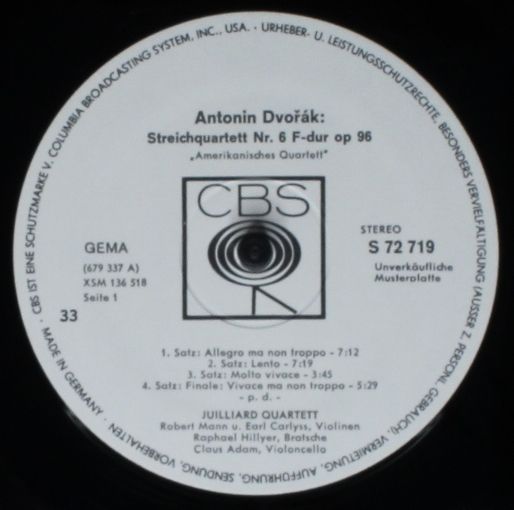 CBS IST EINE SCHUTZMARKE V. COLUMBIA BROADCASTING SYSTEM, INC., USA. · URHEBER- U. LEISTUNGSSCHUTZRECHTE, BESONDERS VERVIELFÄLTIGUNG (AUSSER Z. PERSÖNL. GEBRAUCH), VERMIETUNG, AUFFÜHRUNG, SENDUNG, VORBEHALTEN · MADE IN GERMANY ·
Antonin Dvořák:
Streichquartett Nr. 6 F-dur op 96
„Amerikanisches Quartett"
CBS
GEMA
(679 337 A)
XSM 136 518
Seite 1
33
STEREO
S 72 719
Unverkäufliche
Musterplatte
1. Satz: Allegro ma non troppo - 7:12
2. Satz: Lento - 7:19
3. Satz: Molto vivace - 3:45
4. Satz: Finale: Vivace ma non troppo - 5:29
- p. d. -
JUILLIARD QUARTETT
Robert Mann u. Earl Carlyss, Violinen
Raphael Hillyer, Bratsche
Claus Adam, Violoncello